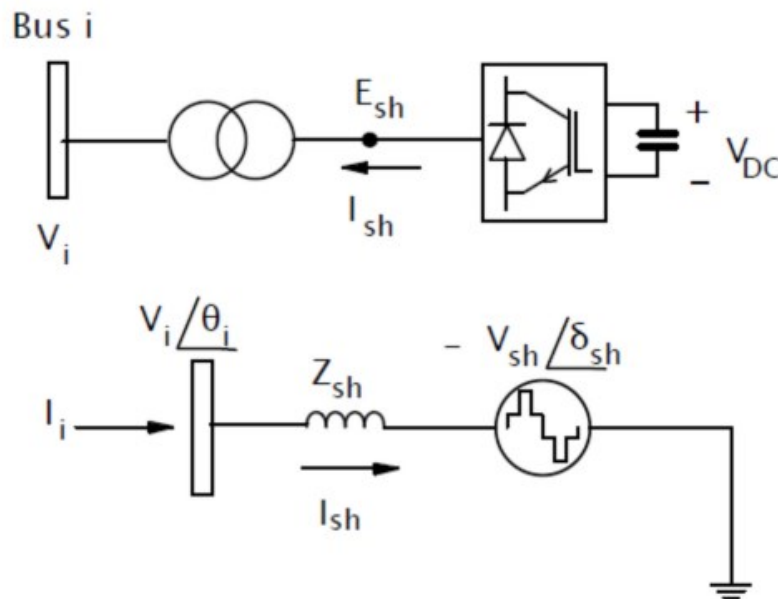 Bus i
E_sh
+
V_DC
-
I_sh
V_i
V_i/θ_i
- V_sh/δ_sh
Z_sh
I_i
I_sh